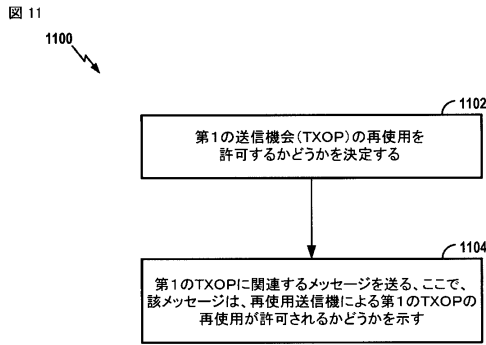 図 11
1100
1102
第1の送信機会(TXOP)の再使用を
許可するかどうかを決定する
1104
第1のTXOPに関連するメッセージを送る、ここで、
該メッセージは、再使用送信機による第1のTXOPの
再使用が許可されるかどうかを示す